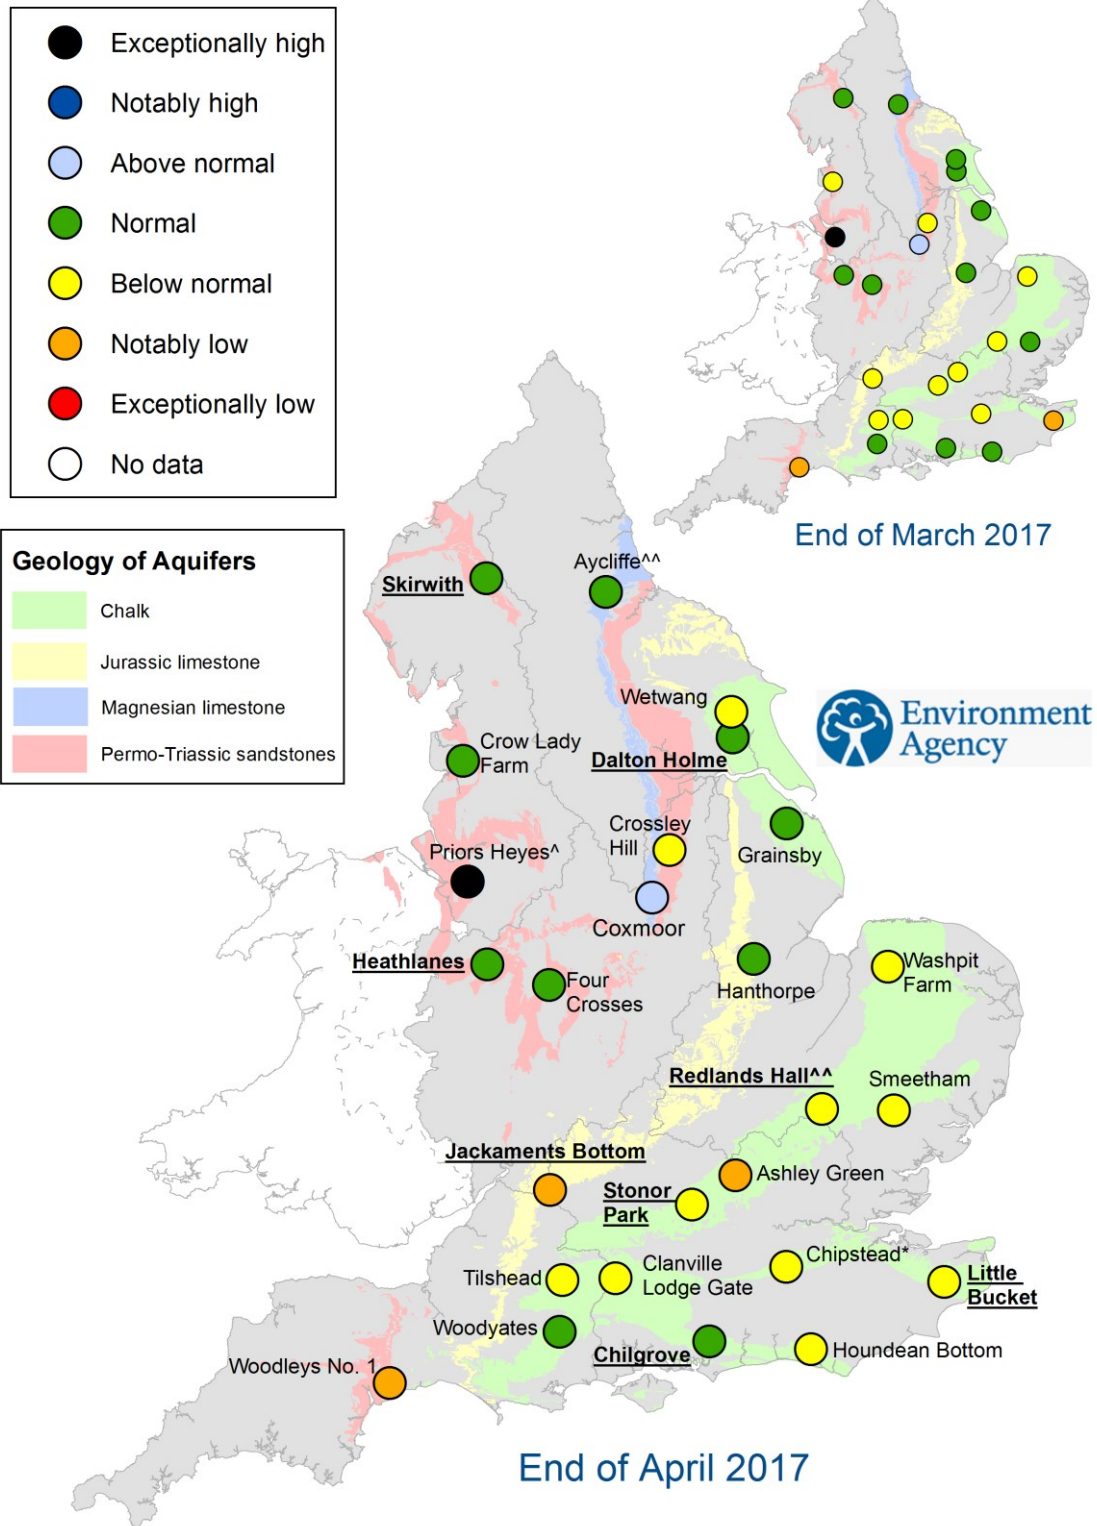 Exceptionally high
Notably high
Above normal
Normal
Below normal
Notably low
Exceptionally low
No data
End of March 2017
Geology of Aquifers
Chalk
Jurassic limestone
Magnesian limestone
Permo-Triassic sandstones
Environment
Agency
Aycliffe^^
Skirwith
Wetwang
Crow Lady
Farm
Dalton Holme
Crossley
Hill
Priors Heyes^
Grainsby
Coxmoor
Heathlanes
Four
Crosses
Hanthorpe
Washpit
Farm
Redlands Hall^^
Smeetham
Jackaments Bottom
Ashley Green
Stonor
Park
Chipstead*
Clanville
Lodge Gate
Tilshead
Little
Bucket
Woodyates
Chilgrove
Houndean Bottom
Woodleys No. 1
End of April 2017